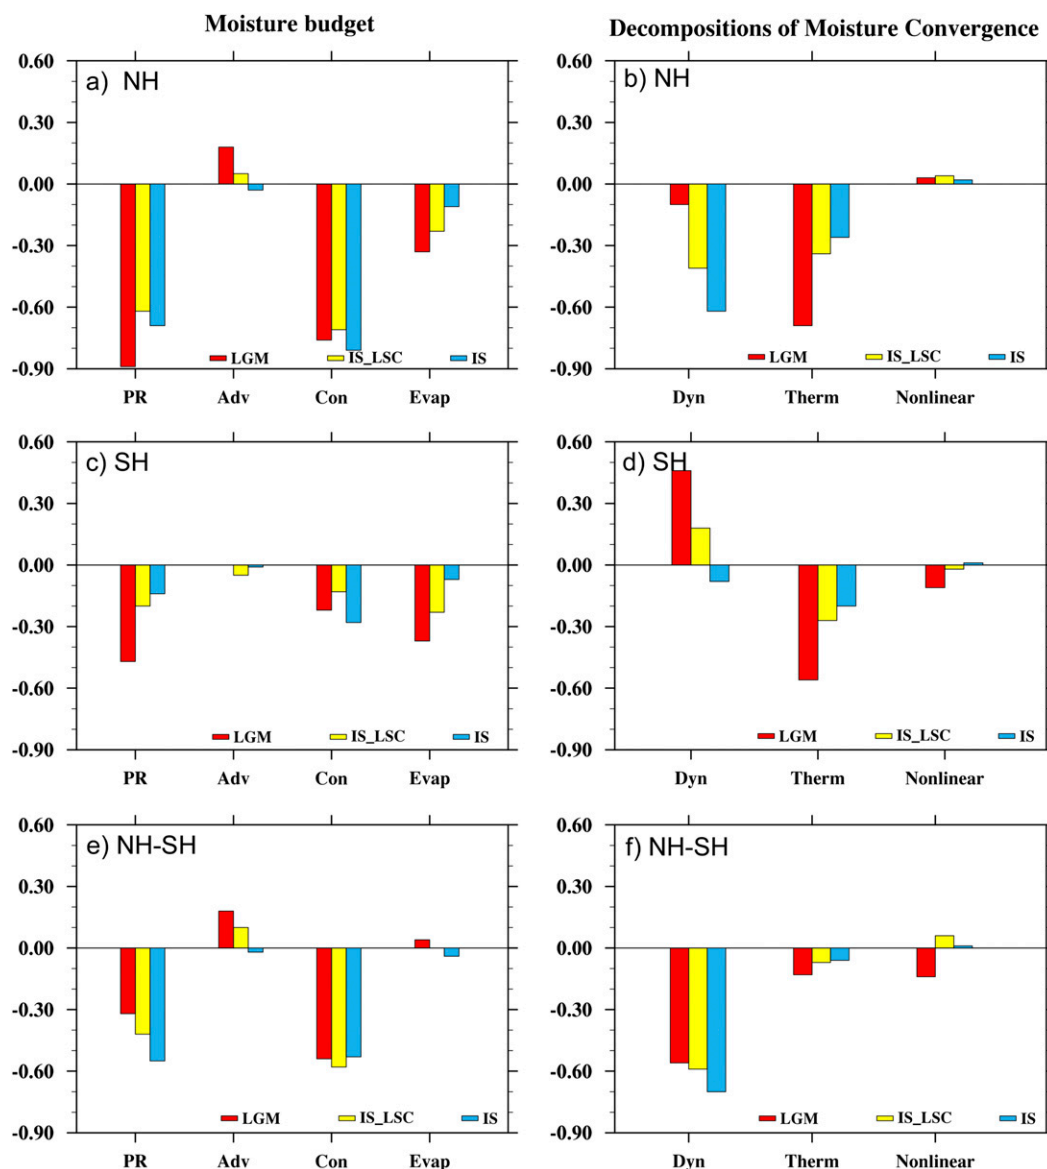 Moisture budget
Decompositions of Moisture Convergence
a) NH
0.60
0.30
0.00
-0.30
-0.60
-0.90
LGM IS_LSC IS
PR Adv Con Evap
b) NH
0.60
0.30
0.00
-0.30
-0.60
-0.90
LGM IS_LSC IS
Dyn Therm Nonlinear
c) SH
0.60
0.30
0.00
-0.30
-0.60
-0.90
LGM IS_LSC IS
PR Adv Con Evap
d) SH
0.60
0.30
0.00
-0.30
-0.60
-0.90
LGM IS_LSC IS
Dyn Therm Nonlinear
e) NH-SH
0.60
0.30
0.00
-0.30
-0.60
-0.90
LGM IS_LSC IS
PR Adv Con Evap
f) NH-SH
0.60
0.30
0.00
-0.30
-0.60
-0.90
LGM IS_LSC IS
Dyn Therm Nonlinear